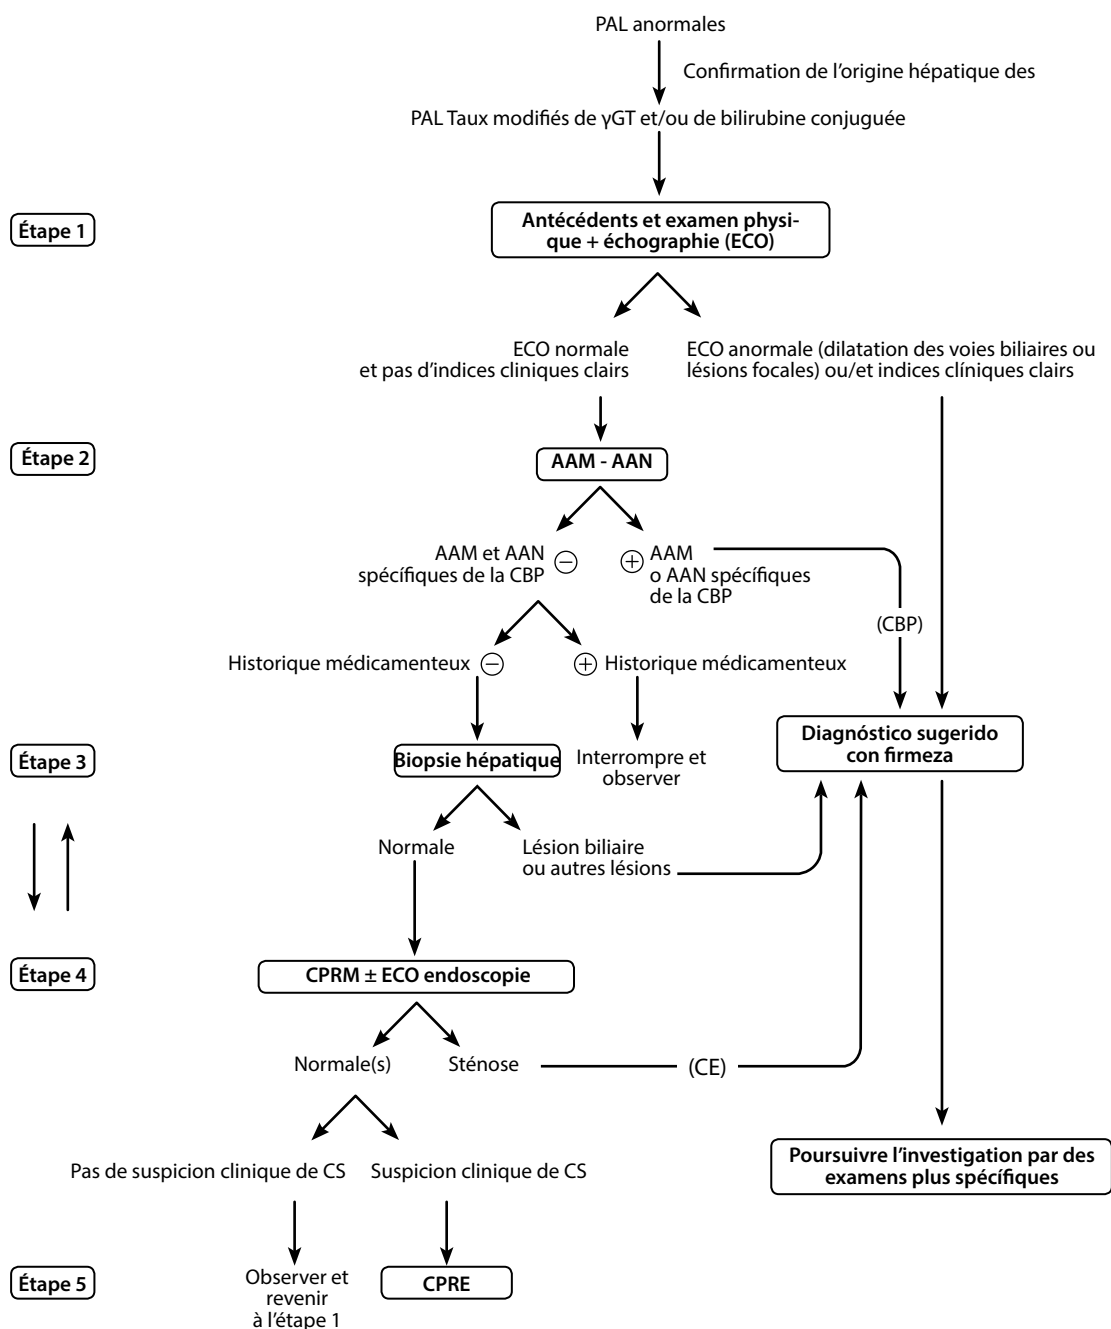 PAL anormales
Confirmation de l'origine hépatique des
PAL Taux modifiés de γGT et/ou de bilirubine conjuguée
Étape 1
Antécédents et examen physi-
que + échographie (ECO)
ECO normale
et pas d'indices cliniques clairs
ECO anormale (dilatation des voies biliaires ou
lésions focales) ou/et indices clíniques clairs
Étape 2
AAM - AAN
AAM et AAN
spécífiques de la CBP
−
+
AAM
o AAN spécífiques
de la CBP
(CBP)
Historique médicamenteux
−
+
Historique médicamenteux
Étape 3
Biopsie hépatique
Interrompre et
observer
Diagnóstico sugerido
con firmeza
Normale
Lésion biliaire
ou autres lésions
Étape 4
CPRM ± ECO endoscopie
Normale(s)
Sténose
(CE)
Pas de suspicion clinique de CS
Suspicion clinique de CS
Poursuivre l'investigation par des
examens plus spécífiques
Étape 5
Observer et
revenir
à l'étape 1
CPRE